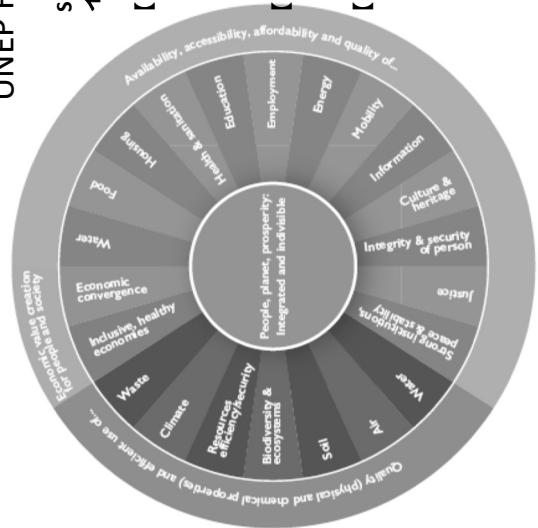 UNEP
Availability, accessibility, affordability and quality of...
Water
Food
Housing
Health & sanitation
Education
Employment
Energy
Mobility
Information
Culture &
heritage
Integrity & security
of person
Justice
Strong institutions,
peace & stability
Quality (physical and chemical properties) and efficient use of...
Water
Air
Soil
Biodiversity &
ecosystems
Resources
efficiency/security
Climate
Waste
Economic value creation
for people and society
Inclusive, healthy
economies
Economic
convergence
People, planet, prosperity:
Integrated and indivisible